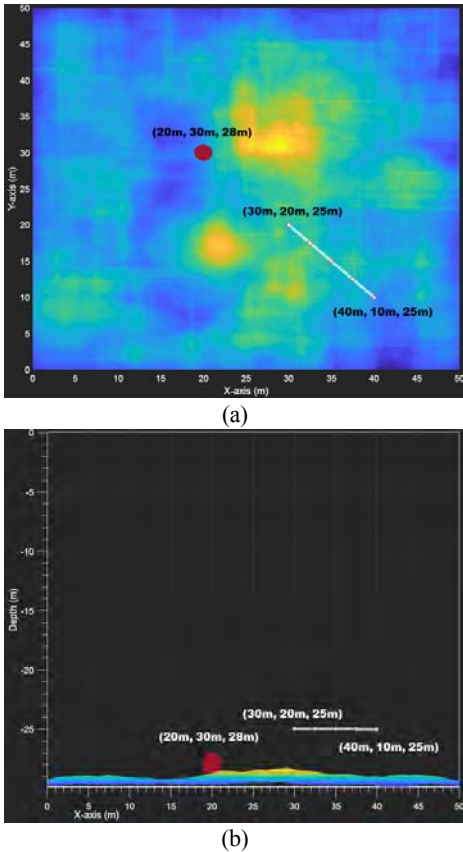 50
45
40
35
30
25
20
15
10
5
0
Y-axis (m)
(20m, 30m, 28m)
(30m, 20m, 25m)
(40m, 10m, 25m)
0 5 10 15 20 25 30 35 40 45 50
X-axis (m)
(a)
0
-5
-10
-15
-20
-25
Depth (m)
(30m, 20m, 25m)
(20m, 30m, 28m)
(40m, 10m, 25m)
0 5 10 15 20 25 30 35 40 45 50
X-axis (m)
(b)